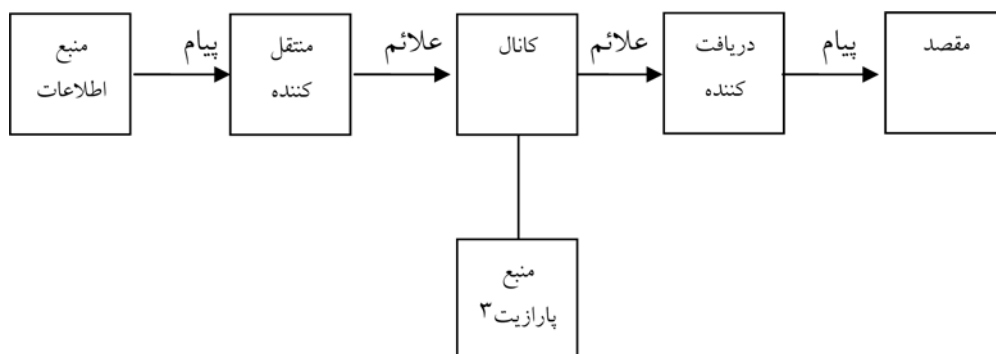 منبع
اطلاعات
پیام
منتقل
کننده
علائم
کانال
علائم
دریافت
کننده
پیام
مقصد
منبع
پارازیت۳